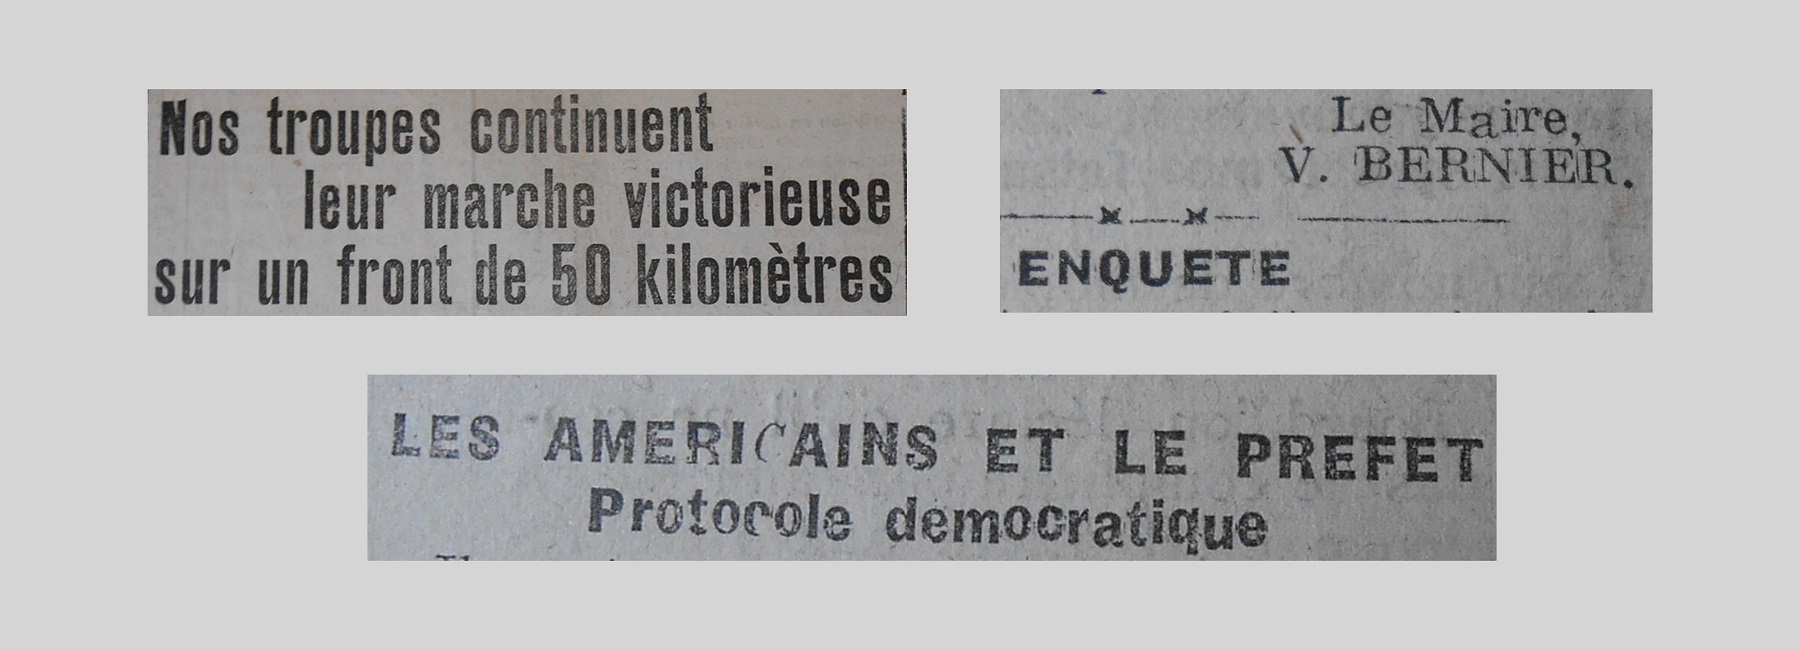 Nos troupes continuent
leur marche victorieuse
sur un front de 50 kilomètres
Le Maire,
V. BERNIER.
ENQUETE
LES AMERICAINS ET LE PREFET
Protocole démocratique